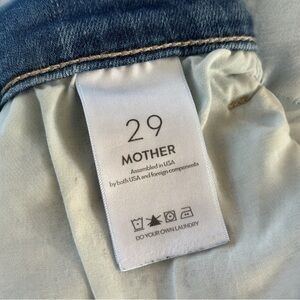 29
MOTHER
Assembled in USA
by both USA and foreign components
DO YOUR OWN LAUNDRY